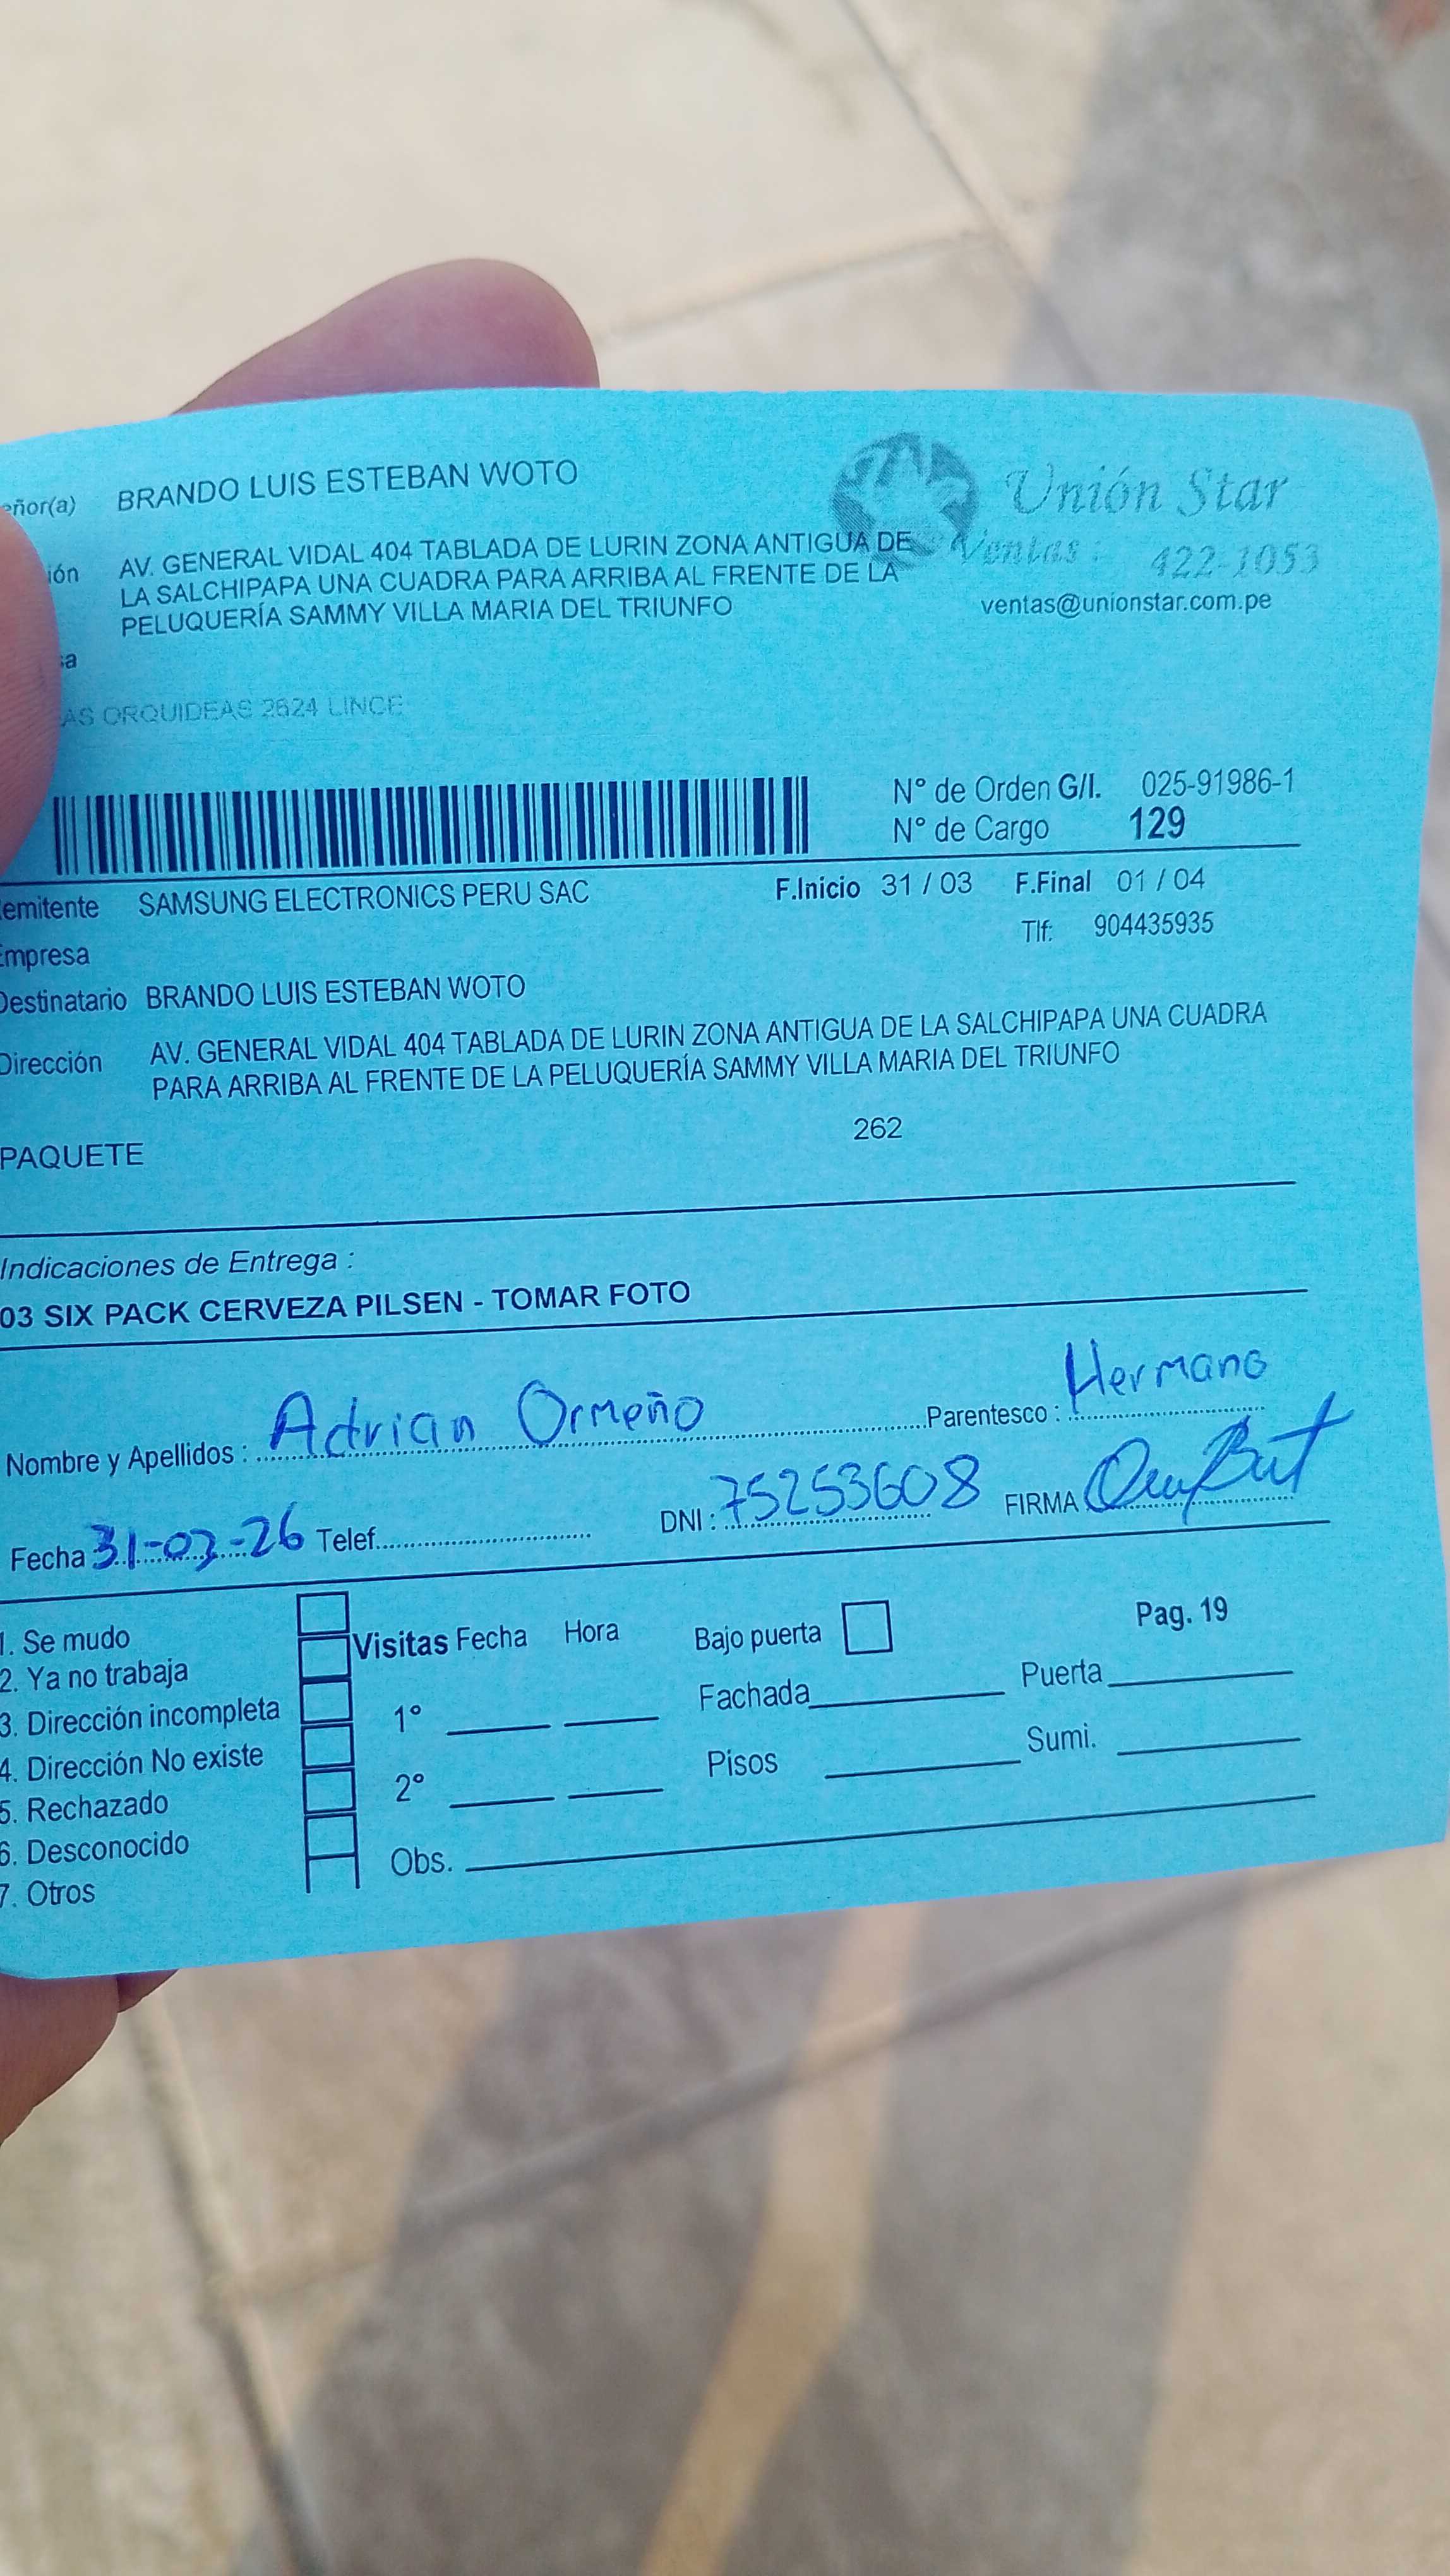 eñor(a) BRANDO LUIS ESTEBAN WOTO
Unión Star
ión AV. GENERAL VIDAL 404 TABLADA DE LURIN ZONA ANTIGUA DE
LA SALCHIPAPA UNA CUADRA PARA ARRIBA AL FRENTE DE LA
PELUQUERÍA SAMMY VILLA MARIA DEL TRIUNFO
Ventas : 422-1053
ventas@unionstar.com.pe
sa
AS ORQUIDEAS 2624 LINCE
N° de Orden G/I. 025-91986-1
N° de Cargo 129
emitente SAMSUNG ELECTRONICS PERU SAC F.Inicio 31 / 03 F.Final 01 / 04
Empresa Tlf: 904435935
Destinatario BRANDO LUIS ESTEBAN WOTO
Dirección AV. GENERAL VIDAL 404 TABLADA DE LURIN ZONA ANTIGUA DE LA SALCHIPAPA UNA CUADRA
PARA ARRIBA AL FRENTE DE LA PELUQUERÍA SAMMY VILLA MARIA DEL TRIUNFO
PAQUETE 262
Indicaciones de Entrega :
03 SIX PACK CERVEZA PILSEN - TOMAR FOTO
Nombre y Apellidos : Adrian Ormeño Parentesco : Hermano
Fecha 31-03-26 Telef. DNI : 75253608 FIRMA
1. Se mudo
2. Ya no trabaja
3. Dirección incompleta
4. Dirección No existe
5. Rechazado
6. Desconocido
7. Otros
Visitas Fecha Hora
1°
2°
Obs.
Bajo puerta Pag. 19
Fachada Puerta
Pisos Sumi.